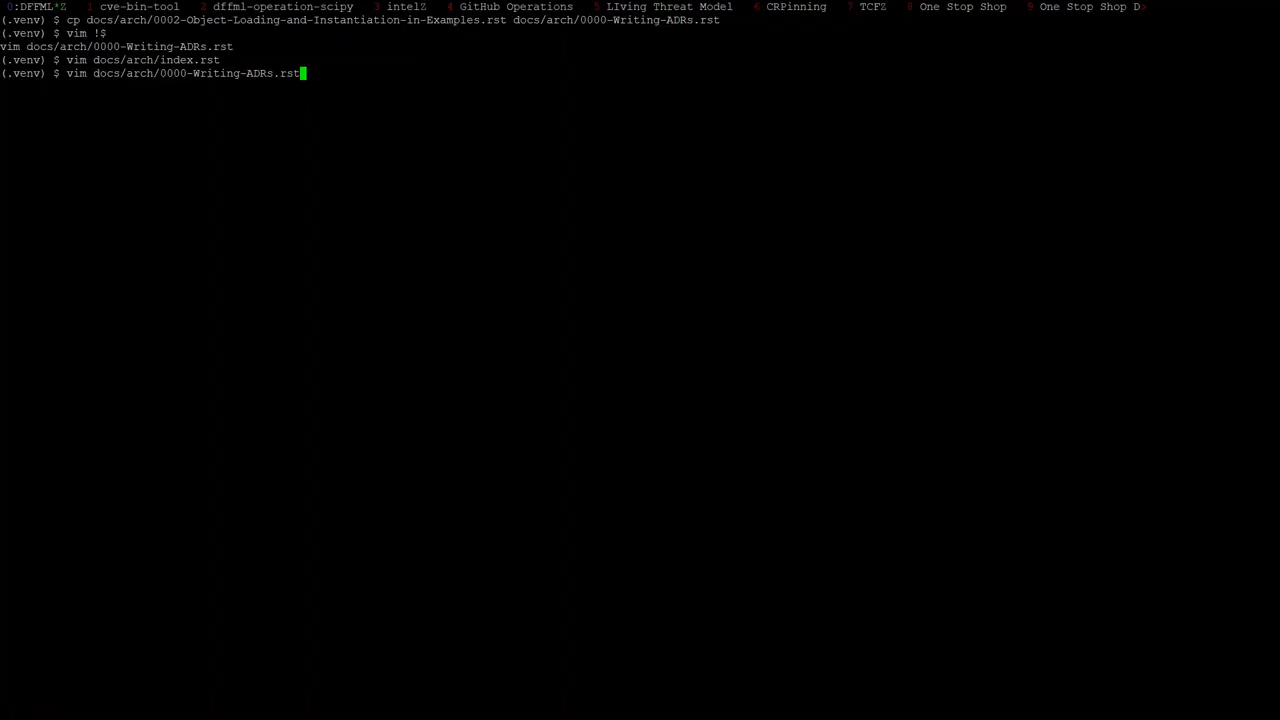 0:DFFML*Z 1 cve-bin-tool 2 dffml-operation-scipy 3 intelZ 4 GitHub Operations 5 LIving Threat Model 6 CRPinning 7 TCFZ 8 One Stop Shop 9 One Stop Shop D>
(.venv) $ cp docs/arch/0002-Object-Loading-and-Instantiation-in-Examples.rst docs/arch/0000-Writing-ADRs.rst
(.venv) $ vim !$
vim docs/arch/0000-Writing-ADRs.rst
(.venv) $ vim docs/arch/index.rst
(.venv) $ vim docs/arch/0000-Writing-ADRs.rst